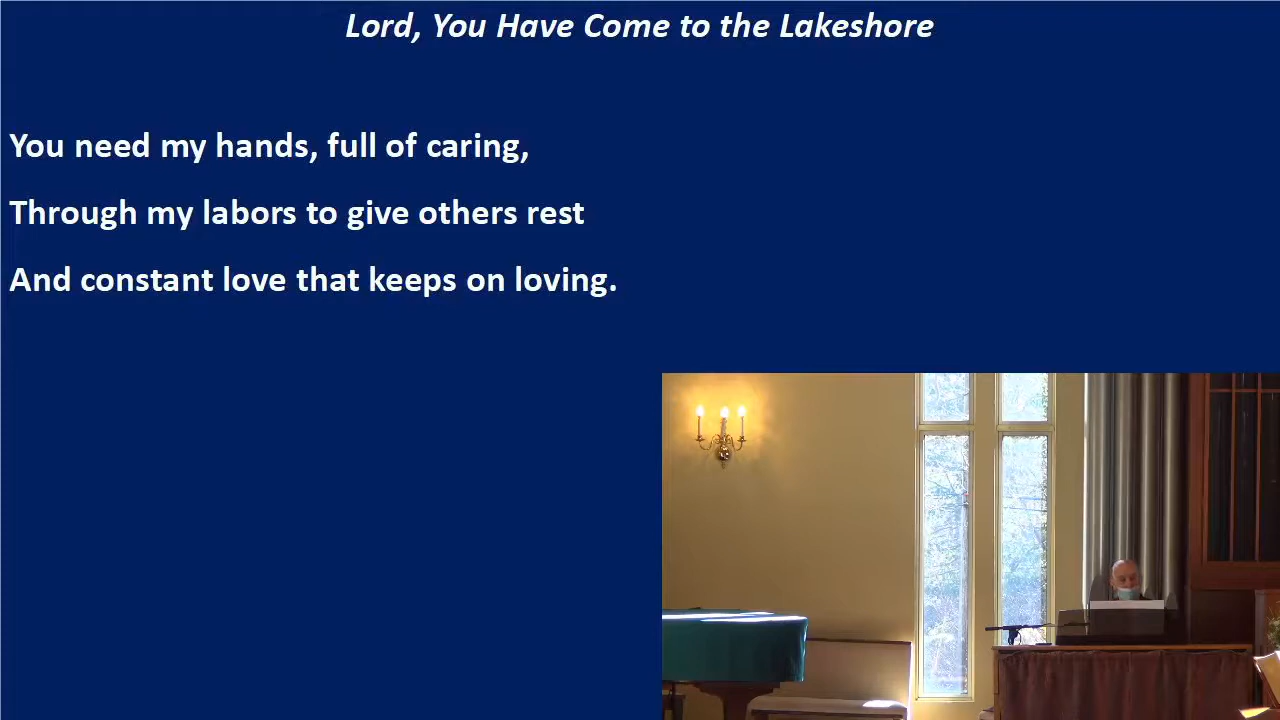 Lord, You Have Come to the Lakeshore
You need my hands, full of caring,
Through my labors to give others rest
And constant love that keeps on loving.